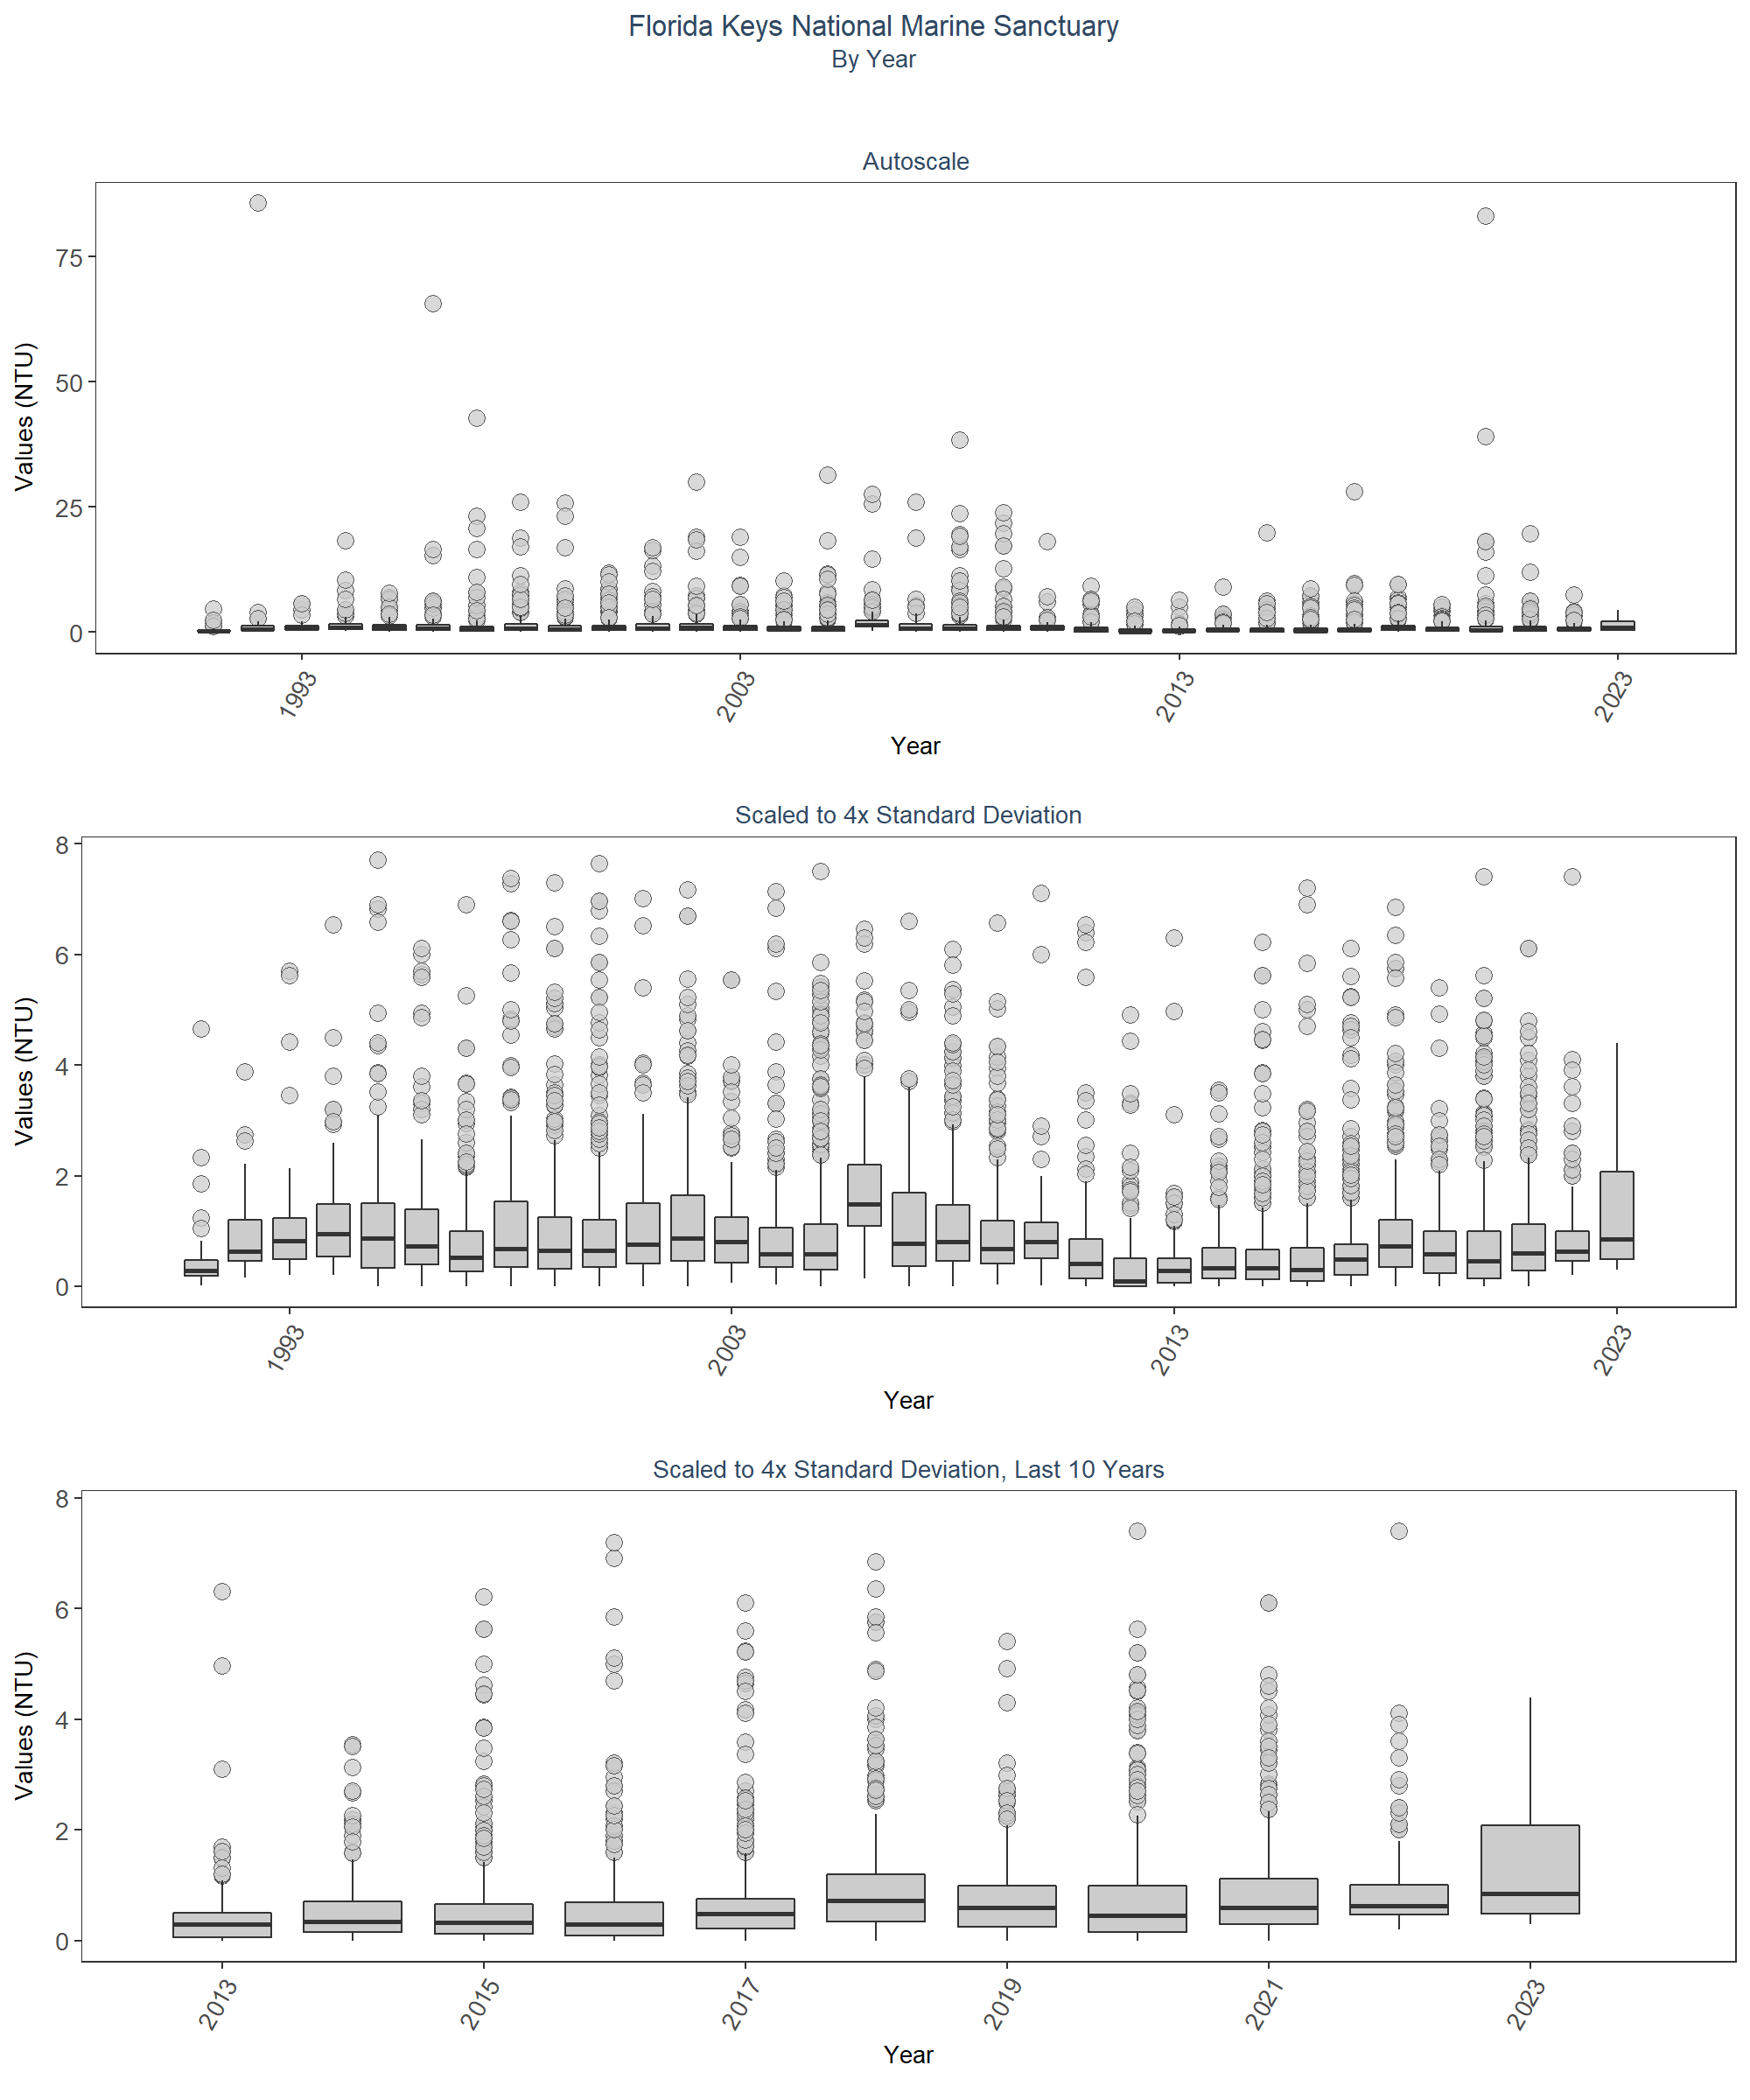 Florida Keys National Marine Sanctuary
By Year
Autoscale
Values (NTU)
75
50
25
0
1993
2003
2013
2023
Year
Scaled to 4x Standard Deviation
Values (NTU)
8
6
4
2
0
1993
2003
2013
2023
Year
Scaled to 4x Standard Deviation, Last 10 Years
Values (NTU)
8
6
4
2
0
2013
2015
2017
2019
2021
2023
Year